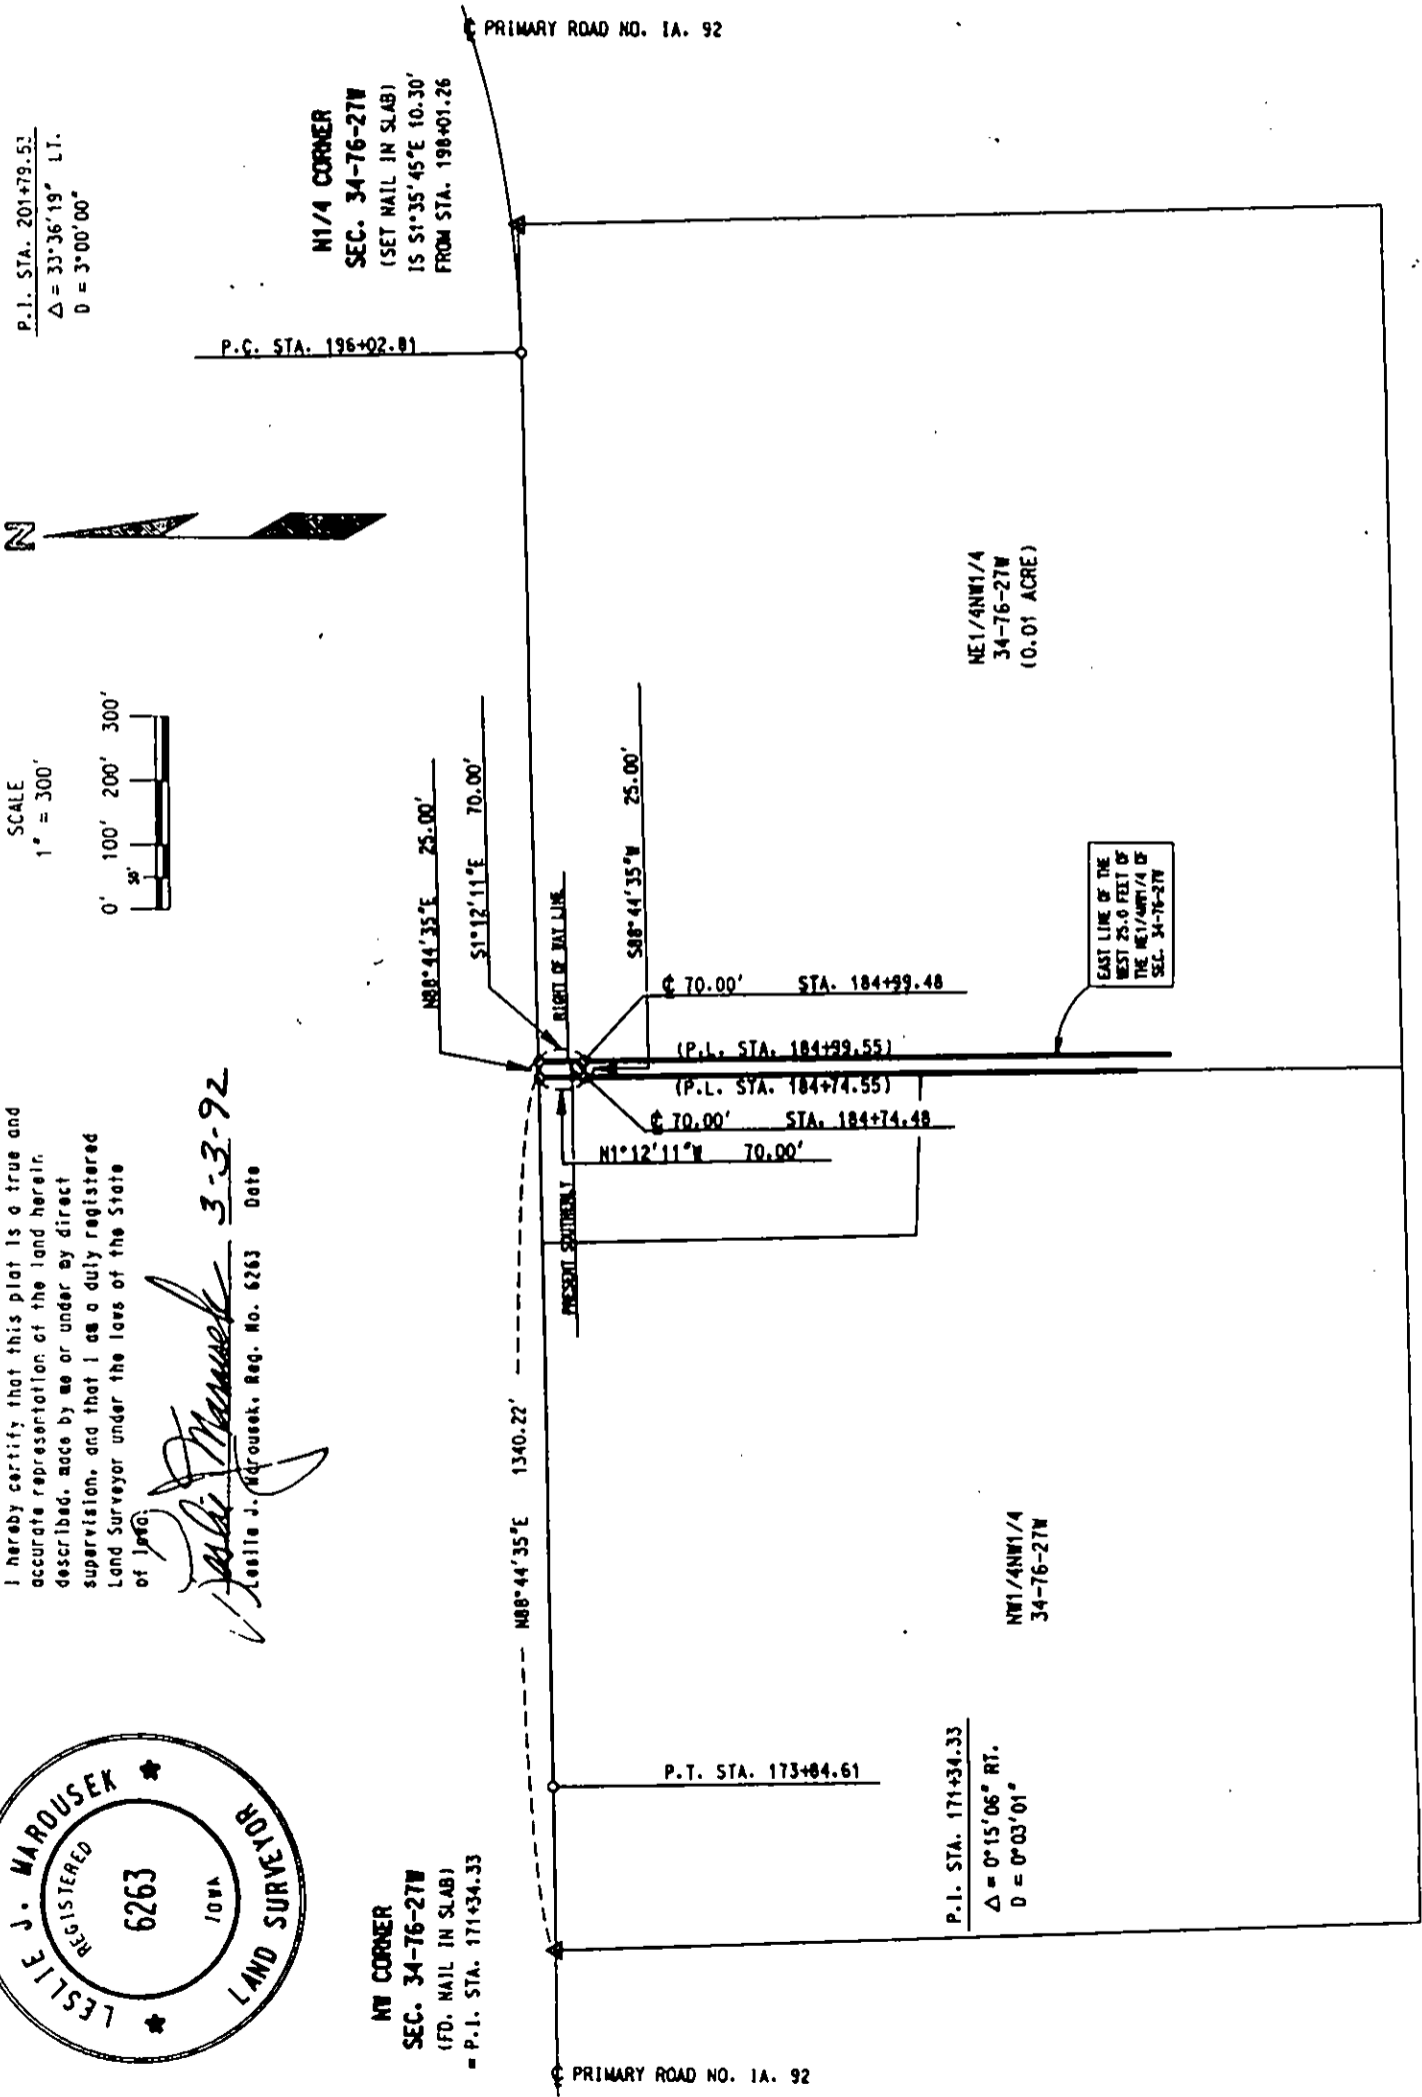 LESLIE J. MAROUSEK
REGISTERED
6263
IOWA
LAND SURVEYOR
I hereby certify that this plat is a true and
accurate representation of the land herein
described, made by me or under my direct
supervision, and that I am a duly registered
Land Surveyor under the laws of the State
of Iowa.
Leslie J Marousek 3-3-92
Leslie J. Marousek, Reg. No. 6263 Date
SCALE
1" = 300'
0' 50' 100' 200' 300'
N
P.I. STA. 201+79.53
Δ = 33°36'19" LT.
D = 3°00'00"
NW CORNER
SEC. 34-76-27W
(FD. NAIL IN SLAB)
= P.I. STA. 171+34.33
N1/4 CORNER
SEC. 34-76-27W
(SET NAIL IN SLAB)
IS S1°35'45"E 10.30'
FROM STA. 198+01.26
P.C. STA. 196+02.81
℄ PRIMARY ROAD NO. IA. 92
℄ PRIMARY ROAD NO. IA. 92
N88°44'35"E 1340.22'
N88°44'35"E 25.00'
S1°12'11"E 70.00'
PRESENT SOUTHERLY RIGHT OF WAY LINE
S88°44'35"W 25.00'
℄ 70.00' STA. 184+99.48
(P.L. STA. 184+99.55)
(P.L. STA. 184+74.55)
℄ 70.00' STA. 184+74.48
N1°12'11"W 70.00'
P.T. STA. 173+84.61
P.I. STA. 171+34.33
Δ = 0°15'06" RT.
D = 0°03'01"
NW1/4NW1/4
34-76-27W
EAST LINE OF THE
WEST 25.0 FEET OF
THE NE1/4NW1/4 OF
SEC. 34-76-27W
NE1/4NW1/4
34-76-27W
(0.01 ACRE)